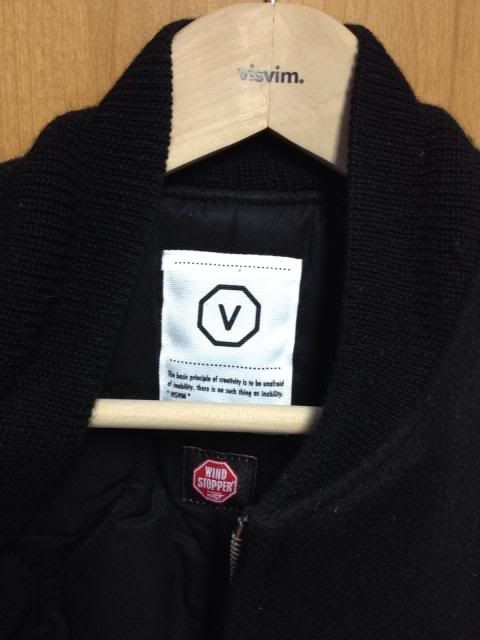 visvim.
V
The basic principle of creativity is to be unafraid
of inability. there is no such thing as inability.
" VISVIM "
WIND
STOPPER®